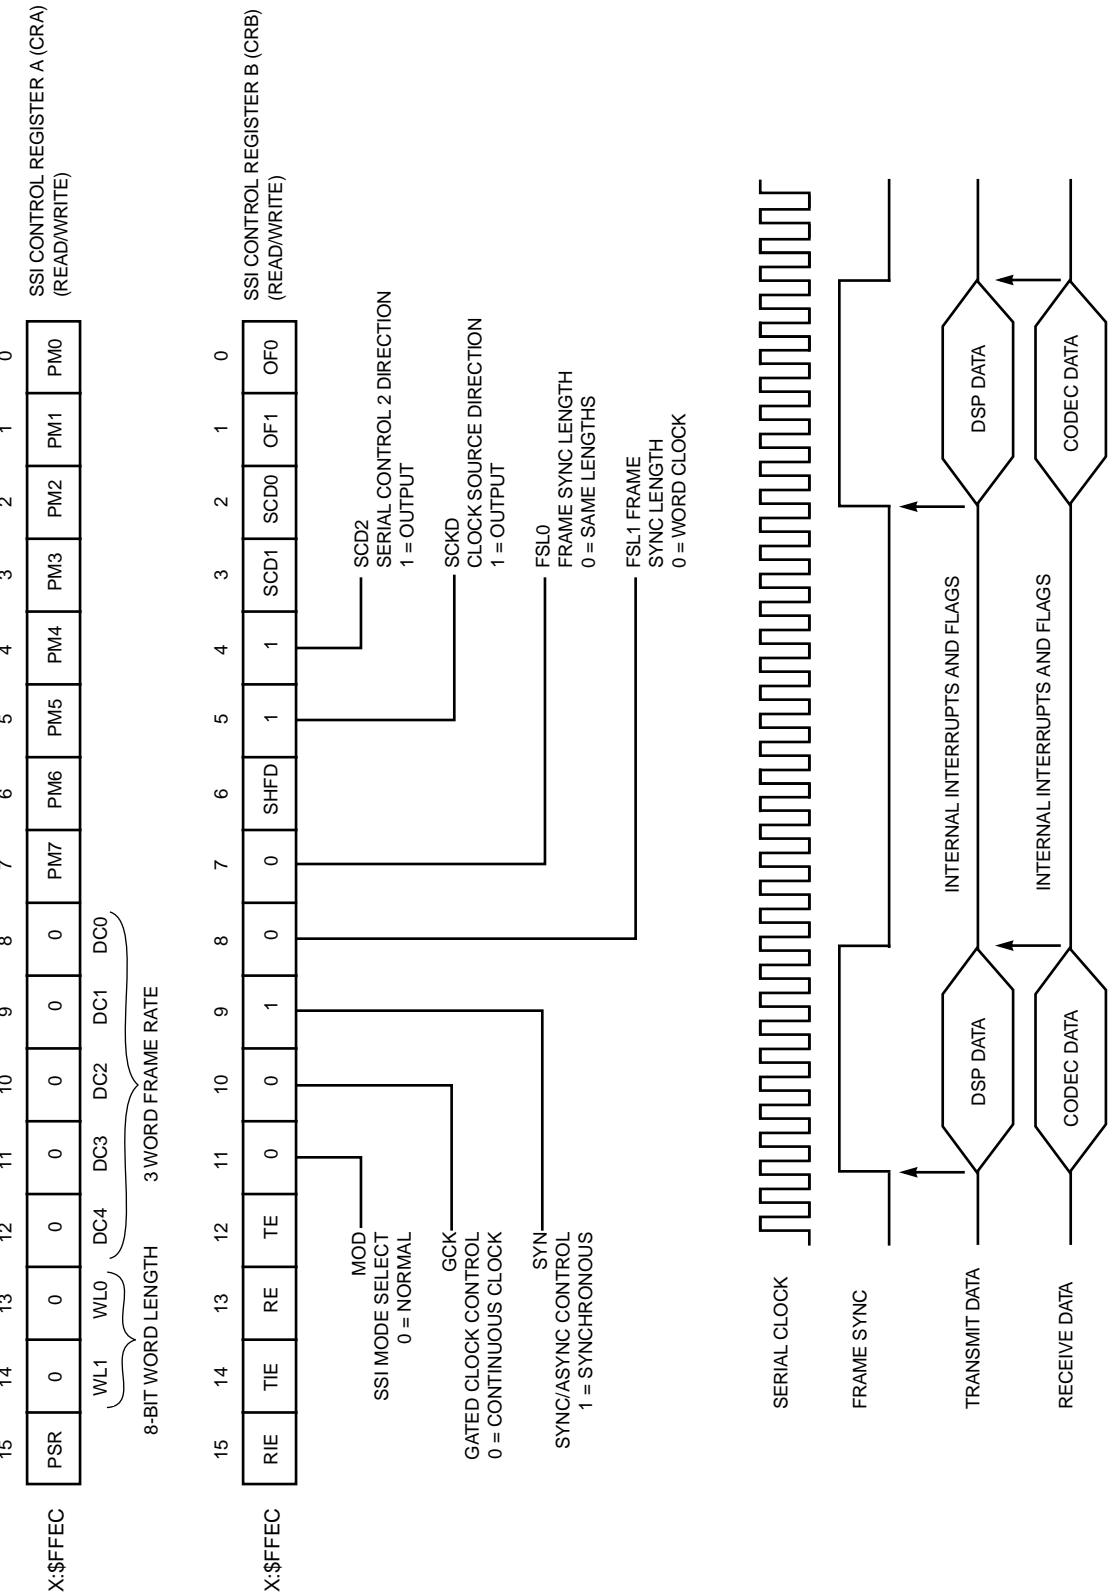 SSI CONTROL REGISTER A (CRA)
(READ/WRITE)
15 14 13 12 11 10 9 8 7 6 5 4 3 2 1 0
X:$FFEC PSR 0 0 0 0 0 0 0 PM7 PM6 PM5 PM4 PM3 PM2 PM1 PM0
WL1 WL0 DC4 DC3 DC2 DC1 DC0
8-BIT WORD LENGTH
3 WORD FRAME RATE
SSI CONTROL REGISTER B (CRB)
(READ/WRITE)
15 14 13 12 11 10 9 8 7 6 5 4 3 2 1 0
X:$FFEC RIE TIE RE TE 0 0 1 0 0 SHFD 1 1 SCD1 SCD0 OF1 OF0
MOD
SSI MODE SELECT
0 = NORMAL
GCK
GATED CLOCK CONTROL
0 = CONTINUOUS CLOCK
SYN
SYNC/ASYNC CONTROL
1 = SYNCHRONOUS
SCD2
SERIAL CONTROL 2 DIRECTION
1 = OUTPUT
SCKD
CLOCK SOURCE DIRECTION
1 = OUTPUT
FSL0
FRAME SYNC LENGTH
0 = SAME LENGTHS
FSL1 FRAME
SYNC LENGTH
0 = WORD CLOCK
SERIAL CLOCK
FRAME SYNC
TRANSMIT DATA
DSP DATA
INTERNAL INTERRUPTS AND FLAGS
DSP DATA
RECEIVE DATA
CODEC DATA
INTERNAL INTERRUPTS AND FLAGS
CODEC DATA